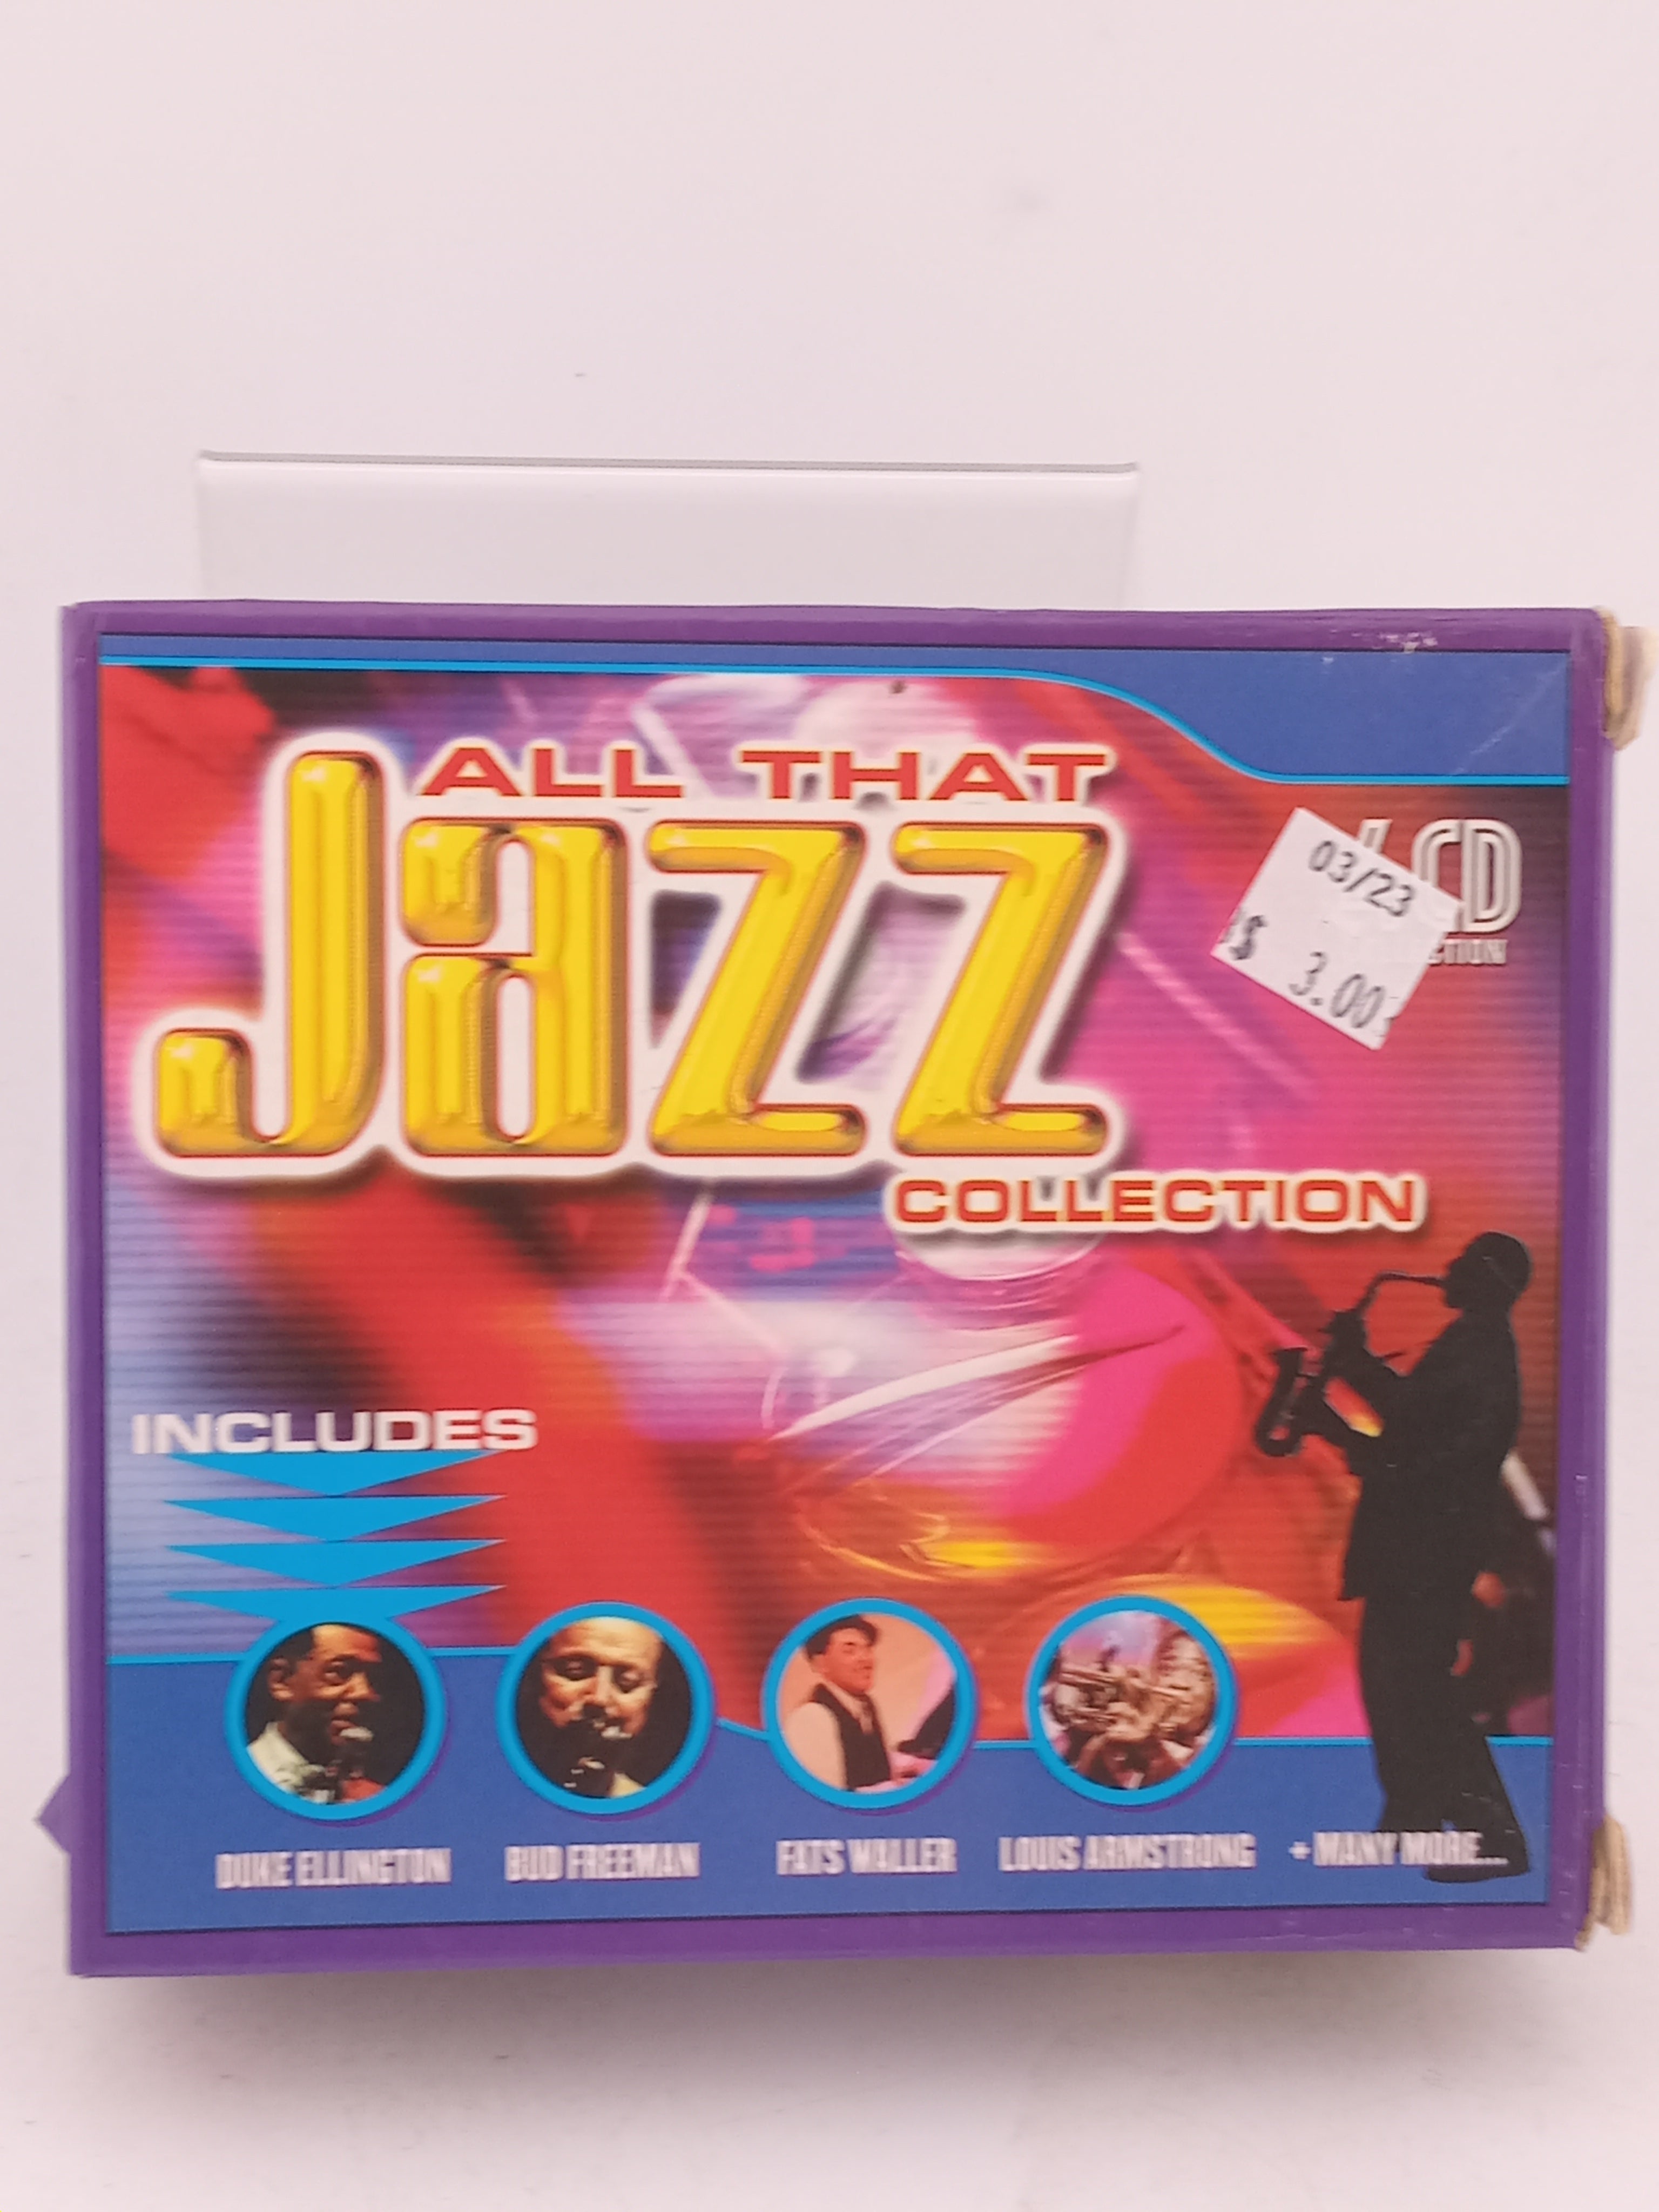 ALL THAT
Jazz
COLLECTION
CD
03/23
$ 3.00
INCLUDES
DUKE ELLINGTON BUD FREEMAN FATS WALLER LOUIS ARMSTRONG + MANY MORE...